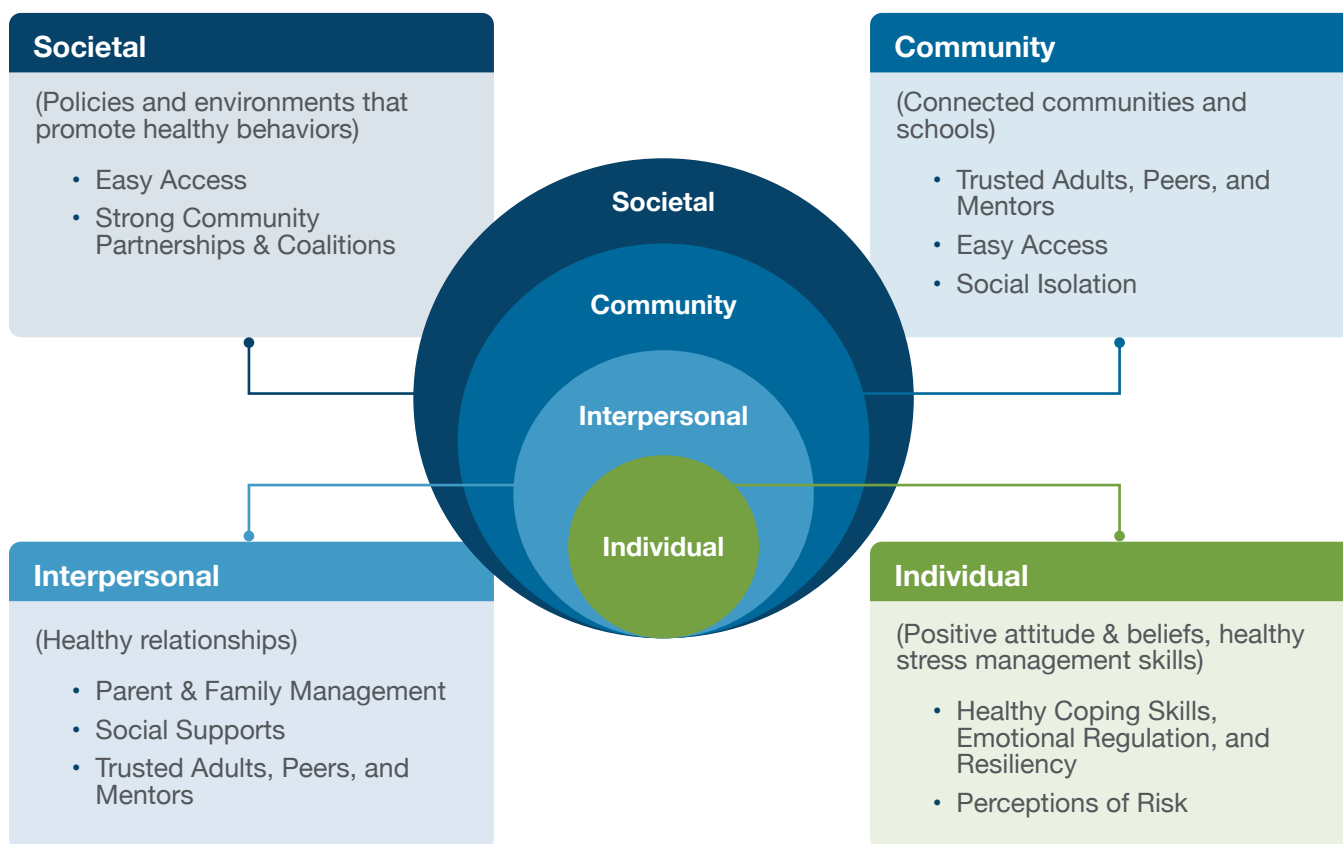 Societal
(Policies and environments that
promote healthy behaviors)
• Easy Access
• Strong Community
Partnerships & Coalitions
Community
(Connected communities and
schools)
• Trusted Adults, Peers, and
Mentors
• Easy Access
• Social Isolation
Societal
Community
Interpersonal
Individual
Interpersonal
(Healthy relationships)
• Parent & Family Management
• Social Supports
• Trusted Adults, Peers, and
Mentors
Individual
(Positive attitude & beliefs, healthy
stress management skills)
• Healthy Coping Skills,
Emotional Regulation, and
Resiliency
• Perceptions of Risk